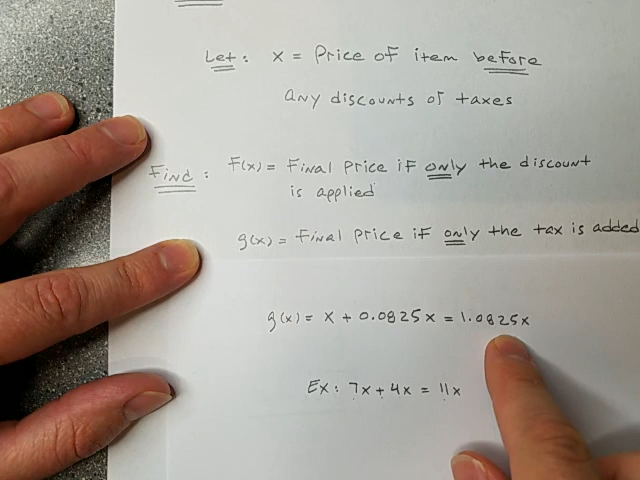 Let: x = Price of item before
any discounts or taxes
Find: F(x) = Final price if only the discount
is applied
g(x) = Final price if only the tax is added
g(x) = x + 0.0825x = 1.0825x
Ex: 7x + 4x = 11x